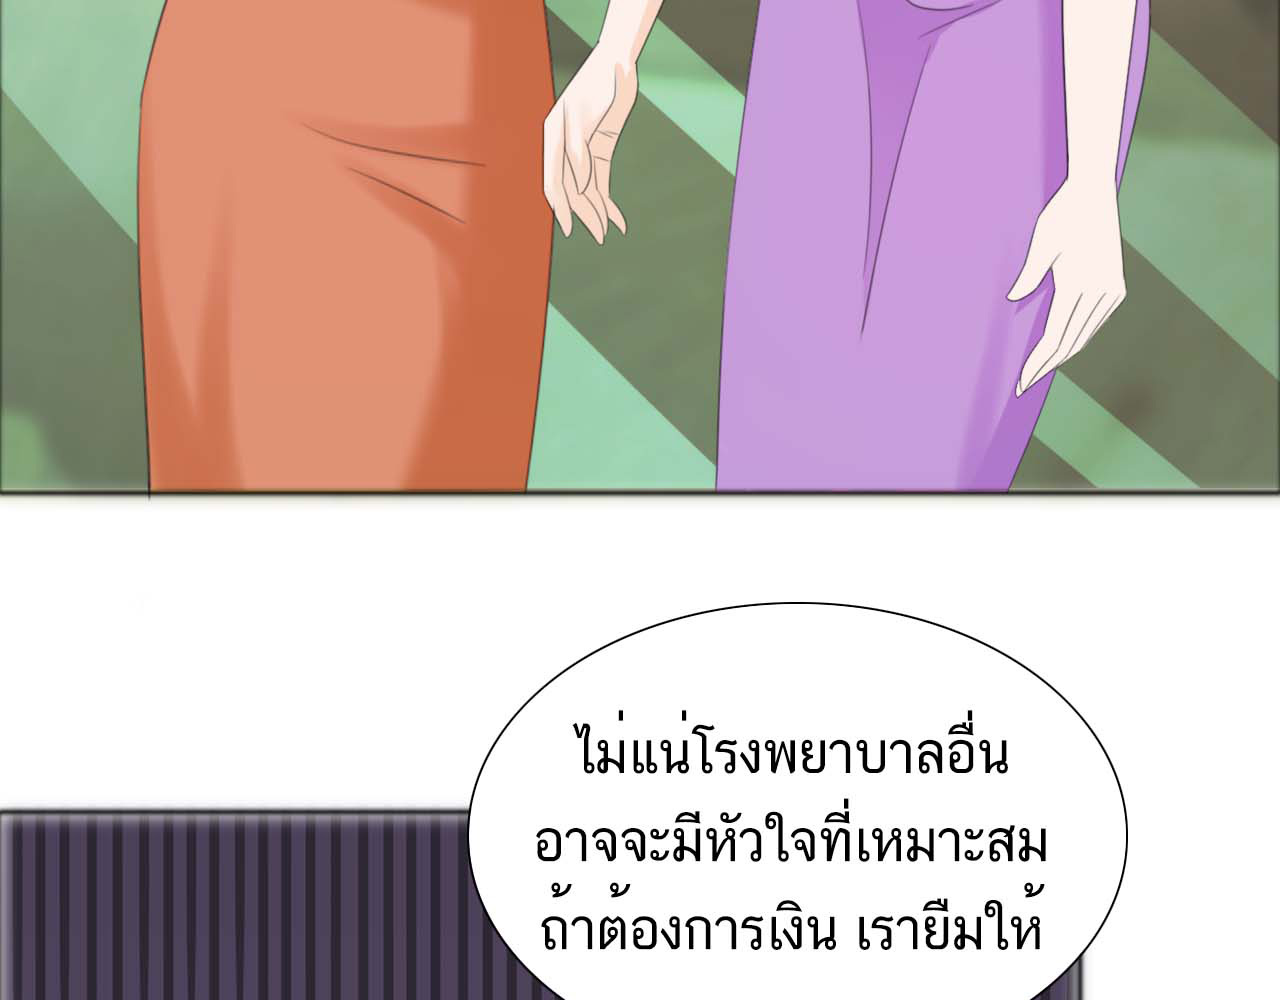 ไม่แน่โรงพยาบาลอื่น
อาจจะมีหัวใจที่เหมาะสม
ถ้าต้องการเงิน เรายืมให้